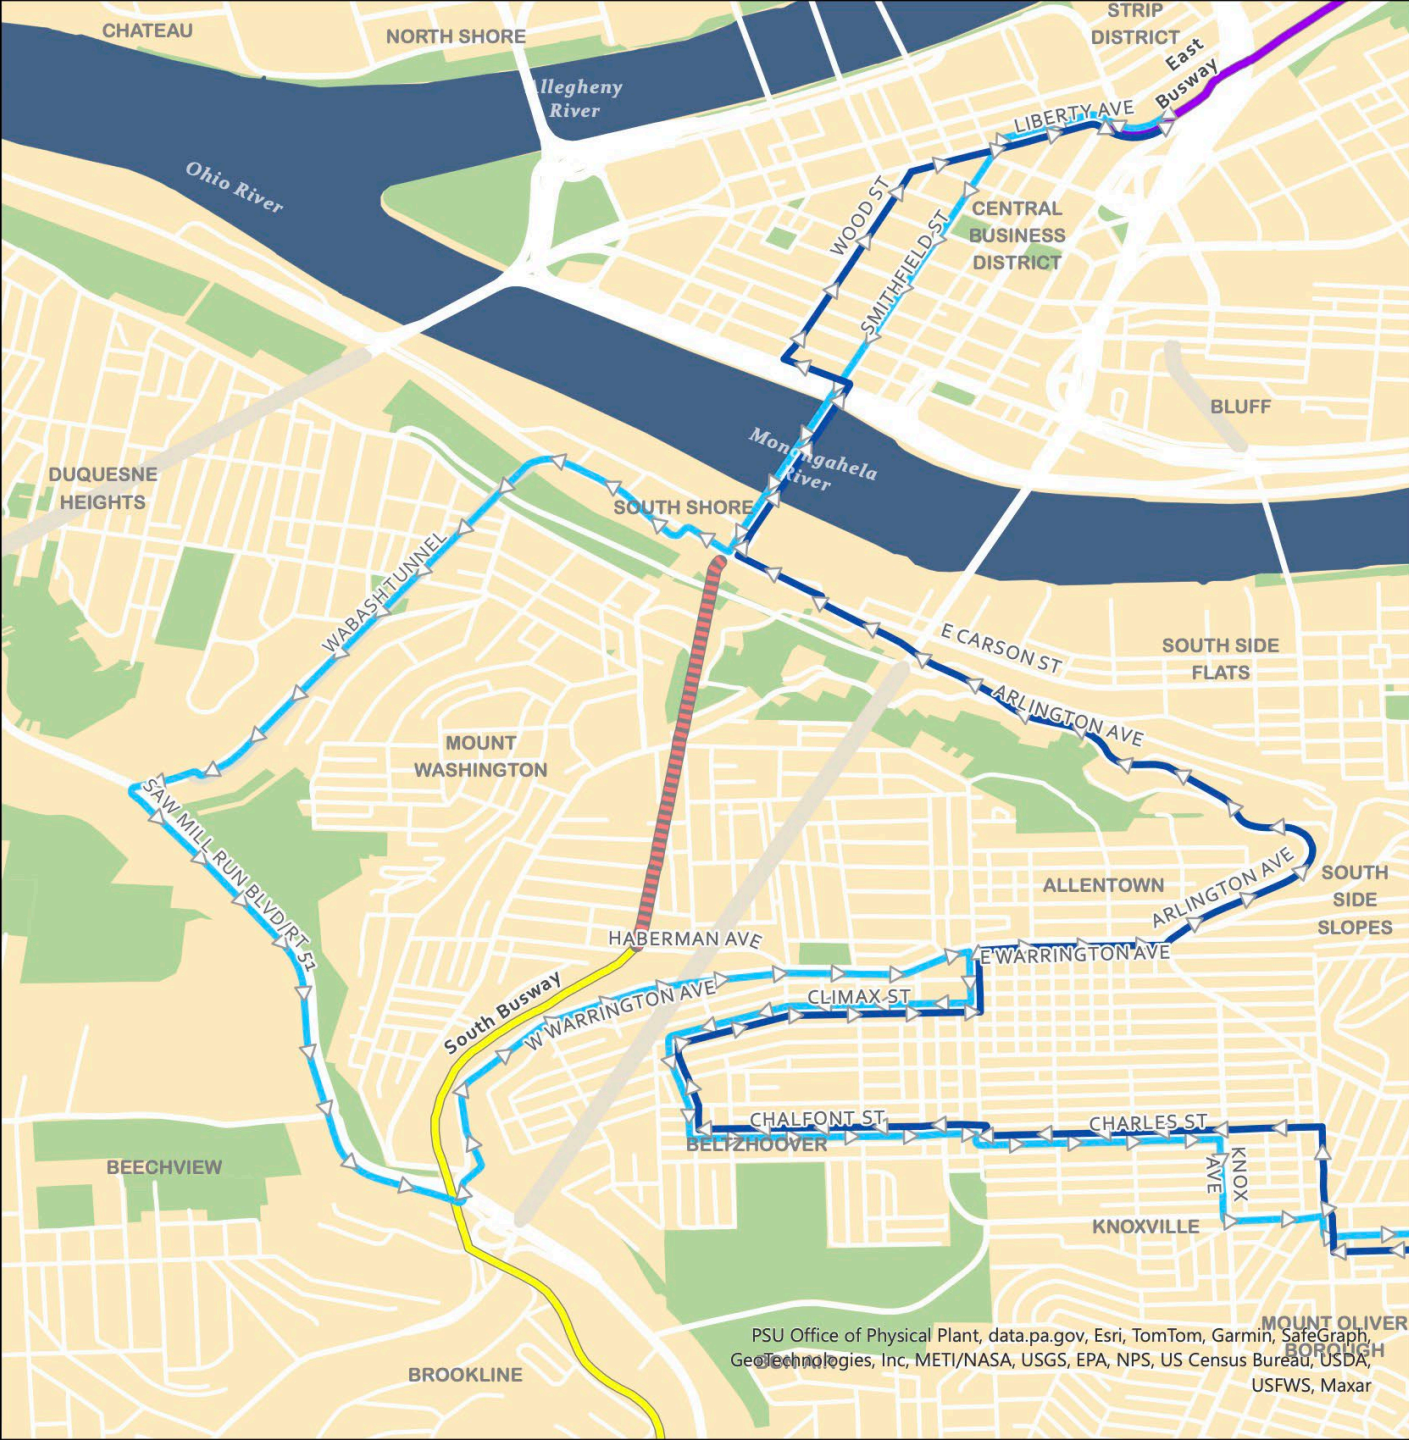 CHATEAU
NORTH SHORE
STRIP
DISTRICT
East
Busway
Allegheny
River
LIBERTY AVE
Ohio River
WOOD ST
SMITHFIELD ST
CENTRAL
BUSINESS
DISTRICT
BLUFF
Monongahela
River
DUQUESNE
HEIGHTS
SOUTH SHORE
WABASH TUNNEL
E CARSON ST
SOUTH SIDE
FLATS
ARLINGTON AVE
MOUNT
WASHINGTON
SAW MILL RUN BLVD/RT 51
ALLENTOWN
ARLINGTON AVE
SOUTH
SIDE
SLOPES
HABERMAN AVE
E WARRINGTON AVE
South Busway
W WARRINGTON AVE
CLIMAX ST
CHALFONT ST
CHARLES ST
BELTZHOOVER
KNOX
AVE
BEECHVIEW
KNOXVILLE
MOUNT OLIVER
BOROUGH
PSU Office of Physical Plant, data.pa.gov, Esri, TomTom, Garmin, SafeGraph,
GeoTechnologies, Inc, METI/NASA, USGS, EPA, NPS, US Census Bureau, USDA,
USFWS, Maxar
BON AIR
BROOKLINE